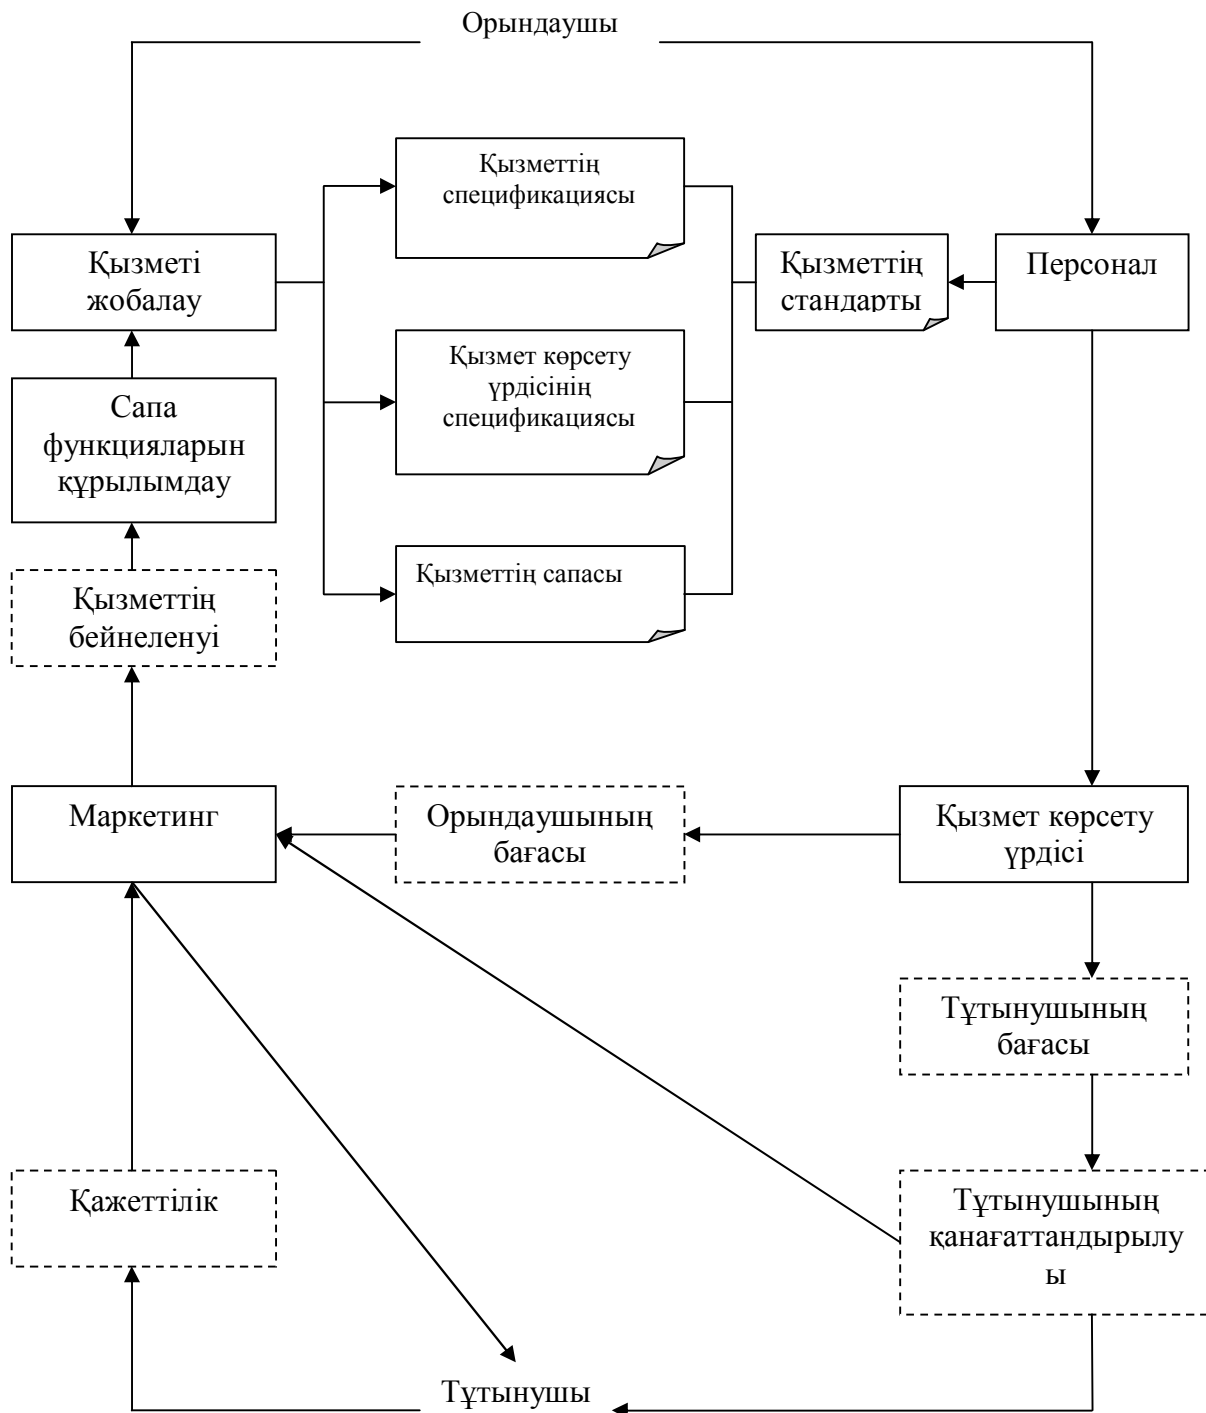 Орындаушы
Қызметтің
спецификациясы
Қызметі
жобалау
Қызметтің
стандарты
Персонал
Қызмет көрсету
үрдісінің
спецификациясы
Сапа
функцияларын
құрылымдау
Қызметтің сапасы
Қызметтің
бейнеленуі
Маркетинг
Орындаушының
бағасы
Қызмет көрсету
үрдісі
Тұтынушының
бағасы
Қажеттілік
Тұтынушының
қанағаттандырылу
ы
Тұтынушы